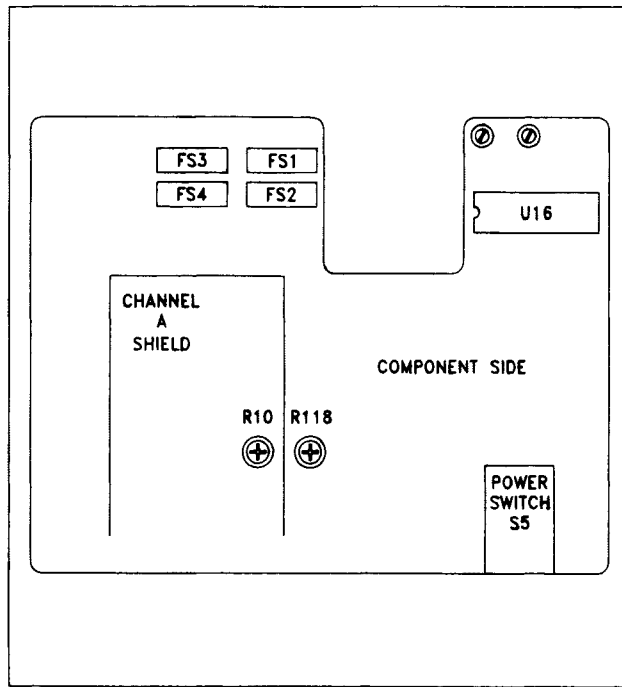 FS3
FS1
FS4
FS2
U16
CHANNEL
A
SHIELD
COMPONENT SIDE
R10
R118
POWER
SWITCH
S5